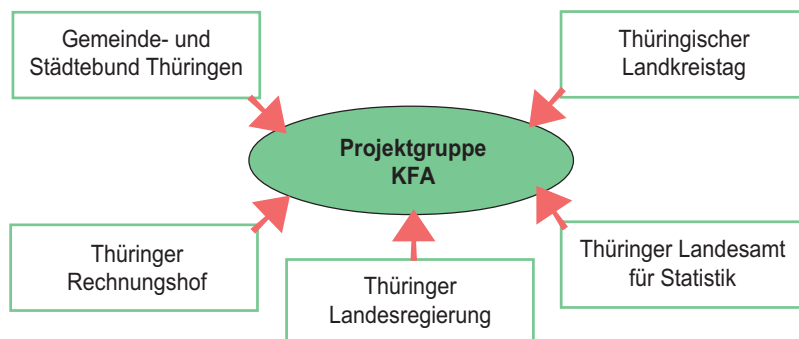 Gemeinde- und
Städtebund Thüringen
Thüringischer
Landkreistag
Projektgruppe
KFA
Thüringer
Rechnungshof
Thüringer
Landesregierung
Thüringer Landesamt
für Statistik